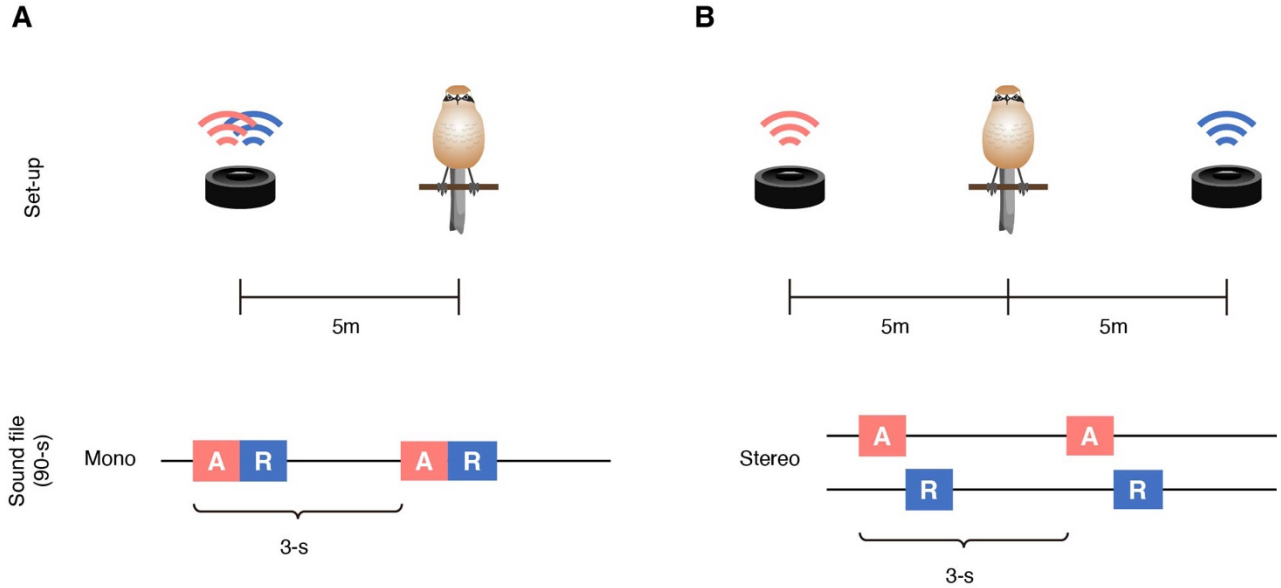 A
Set-up
5m
Sound file
(90-s)
Mono
A R
A R
3-s
B
5m
5m
Stereo
A
A
R
R
3-s